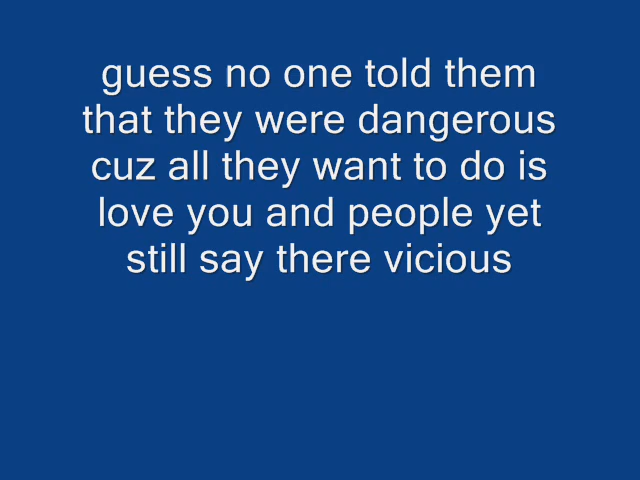 guess no one told them
that they were dangerous
cuz all they want to do is
love you and people yet
still say there vicious